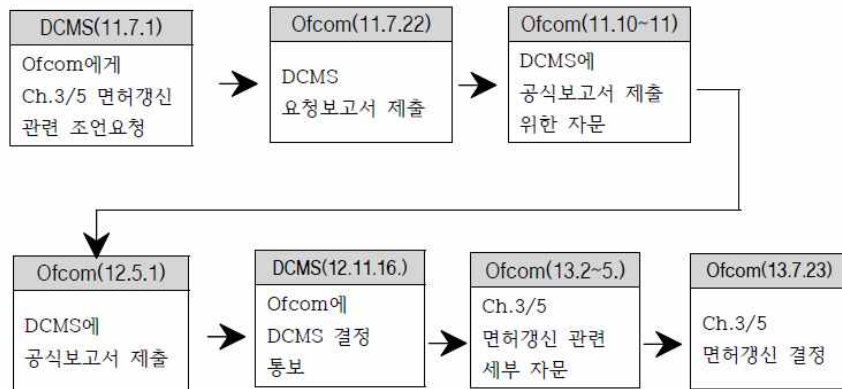 DCMS(11.7.1)
Ofcom에게
Ch.3/5 면허갱신
관련 조언요청
Ofcom(11.7.22)
DCMS
요청보고서 제출
Ofcom(11.10~11)
DCMS에
공식보고서 제출
위한 자문
Ofcom(12.5.1)
DCMS에
공식보고서 제출
DCMS(12.11.16.)
Ofcom에
DCMS 결정
통보
Ofcom(13.2~5.)
Ch.3/5
면허갱신 관련
세부 자문
Ofcom(13.7.23)
Ch.3/5
면허갱신 결정